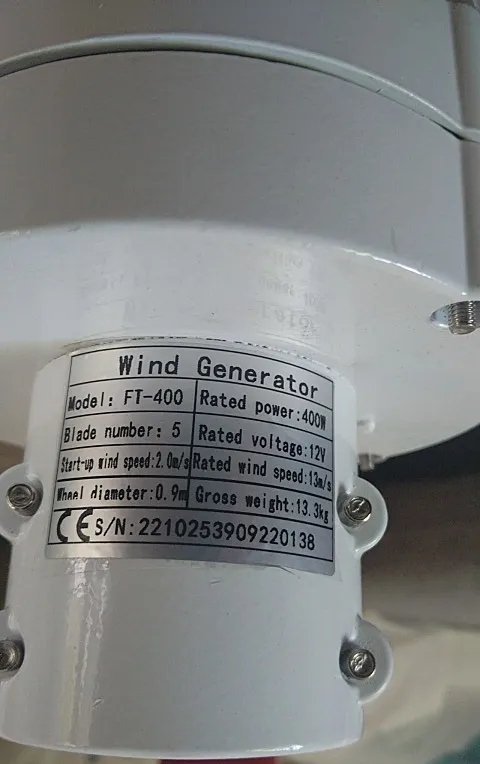 Wind Generator
Model: FT-400 Rated power:400W
Blade number: 5 Rated voltage:12V
Start-up wind speed:2.0m/s Rated wind speed:13m/s
Wheel diameter:0.9m Gross weight:13.3kg
CE S/N:2210253909220138